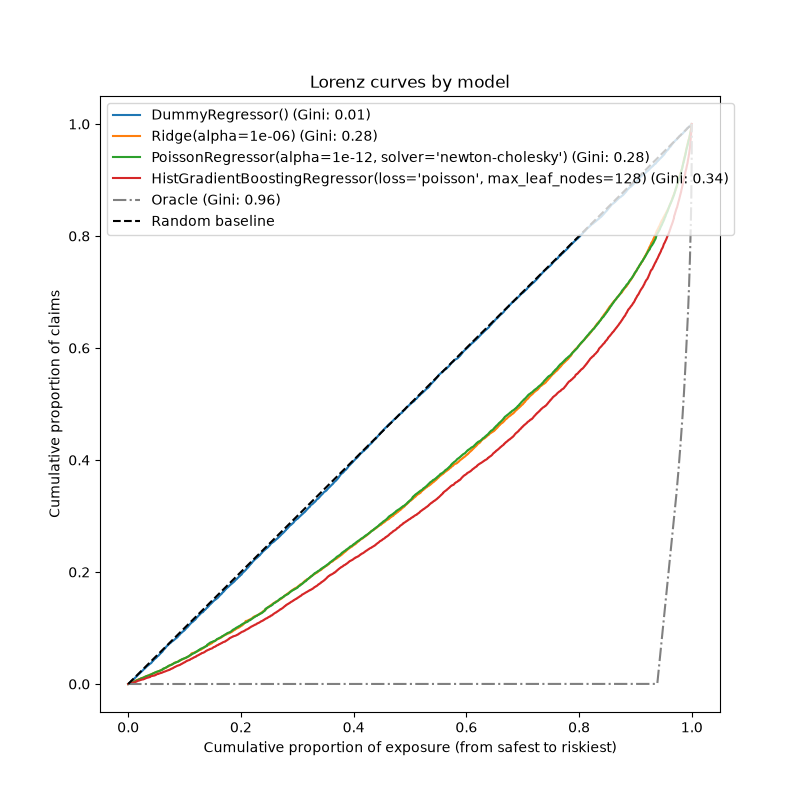 Lorenz curves by model
DummyRegressor() (Gini: 0.01)
Ridge(alpha=1e-06) (Gini: 0.28)
PoissonRegressor(alpha=1e-12, solver='newton-cholesky') (Gini: 0.28)
HistGradientBoostingRegressor(loss='poisson', max_leaf_nodes=128) (Gini: 0.34)
Oracle (Gini: 0.96)
Random baseline
Cumulative proportion of claims
1.0
0.8
0.6
0.4
0.2
0.0
0.0 0.2 0.4 0.6 0.8 1.0
Cumulative proportion of exposure (from safest to riskiest)